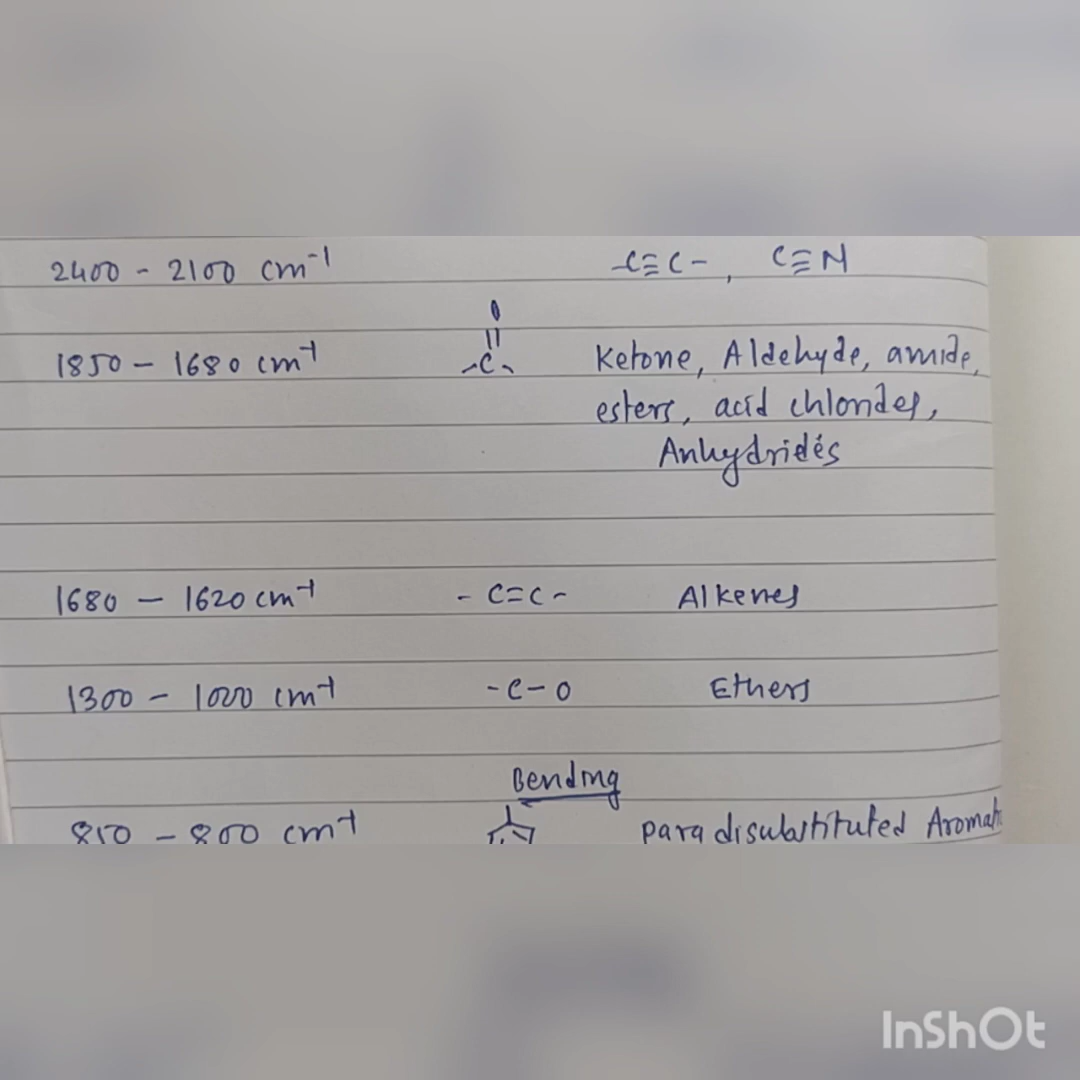 2400 - 2100 cm⁻¹ -C≡C- , C≡N
O
||
1850 - 1680 cm⁻¹ -C- Ketone, Aldehyde, amide,
esters, acid chlorides,
Anhydrides
1680 - 1620 cm⁻¹ - C=C - Alkenes
1300 - 1000 cm⁻¹ -C-O Ethers
Bending
850 - 800 cm⁻¹ para disubstituted
InShOt